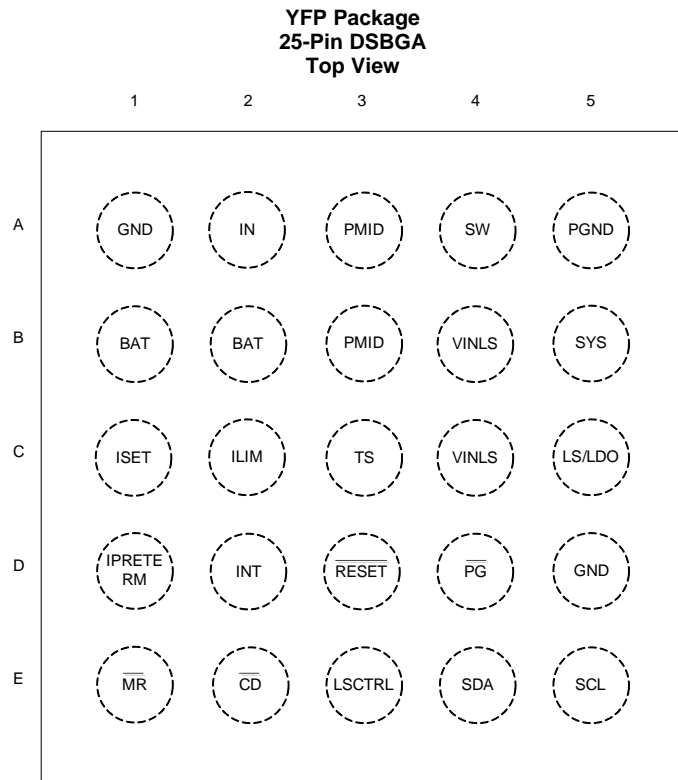 YFP Package
25-Pin DSBGA
Top View
1 2 3 4 5
A GND IN PMID SW PGND
B BAT BAT PMID VINLS SYS
C ISET ILIM TS VINLS LS/LDO
D IPRETE
RM INT RESET PG GND
E MR CD LSCTRL SDA SCL